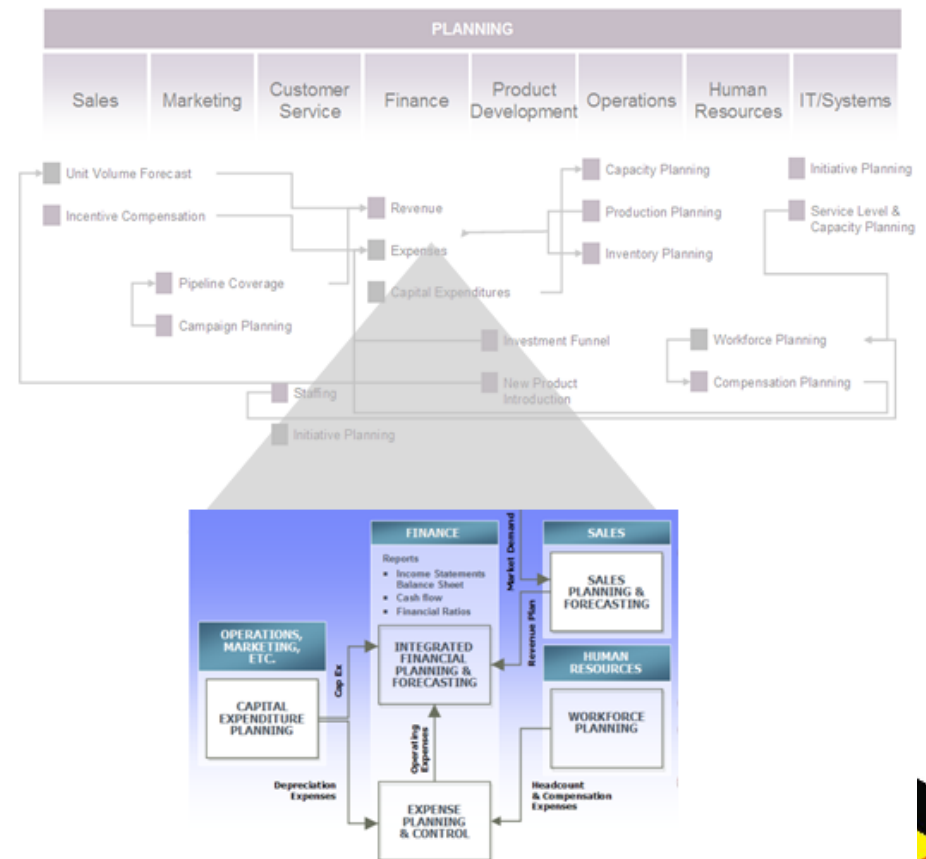 PLANNING
Sales
Marketing
Customer
Service
Finance
Product
Development
Operations
Human
Resources
IT/Systems
Unit Volume Forecast
Incentive Compensation
Pipeline Coverage
Campaign Planning
Staffing
Initiative Planning
Revenue
Expenses
Capital Expenditures
Investment Funnel
New Product
Introduction
Capacity Planning
Production Planning
Inventory Planning
Workforce Planning
Compensation Planning
Initiative Planning
Service Level &
Capacity Planning
OPERATIONS,
MARKETING,
ETC.
CAPITAL
EXPENDITURE
PLANNING
Cap Ex
Depreciation
Expenses
FINANCE
Reports
• Income Statements
Balance Sheet
• Cash flow
• Financial Ratios
INTEGRATED
FINANCIAL
PLANNING &
FORECASTING
Operating
Expenses
EXPENSE
PLANNING
& CONTROL
Market Demand
Revenue Plan
SALES
SALES
PLANNING &
FORECASTING
HUMAN
RESOURCES
WORKFORCE
PLANNING
Headcount
& Compensation
Expenses